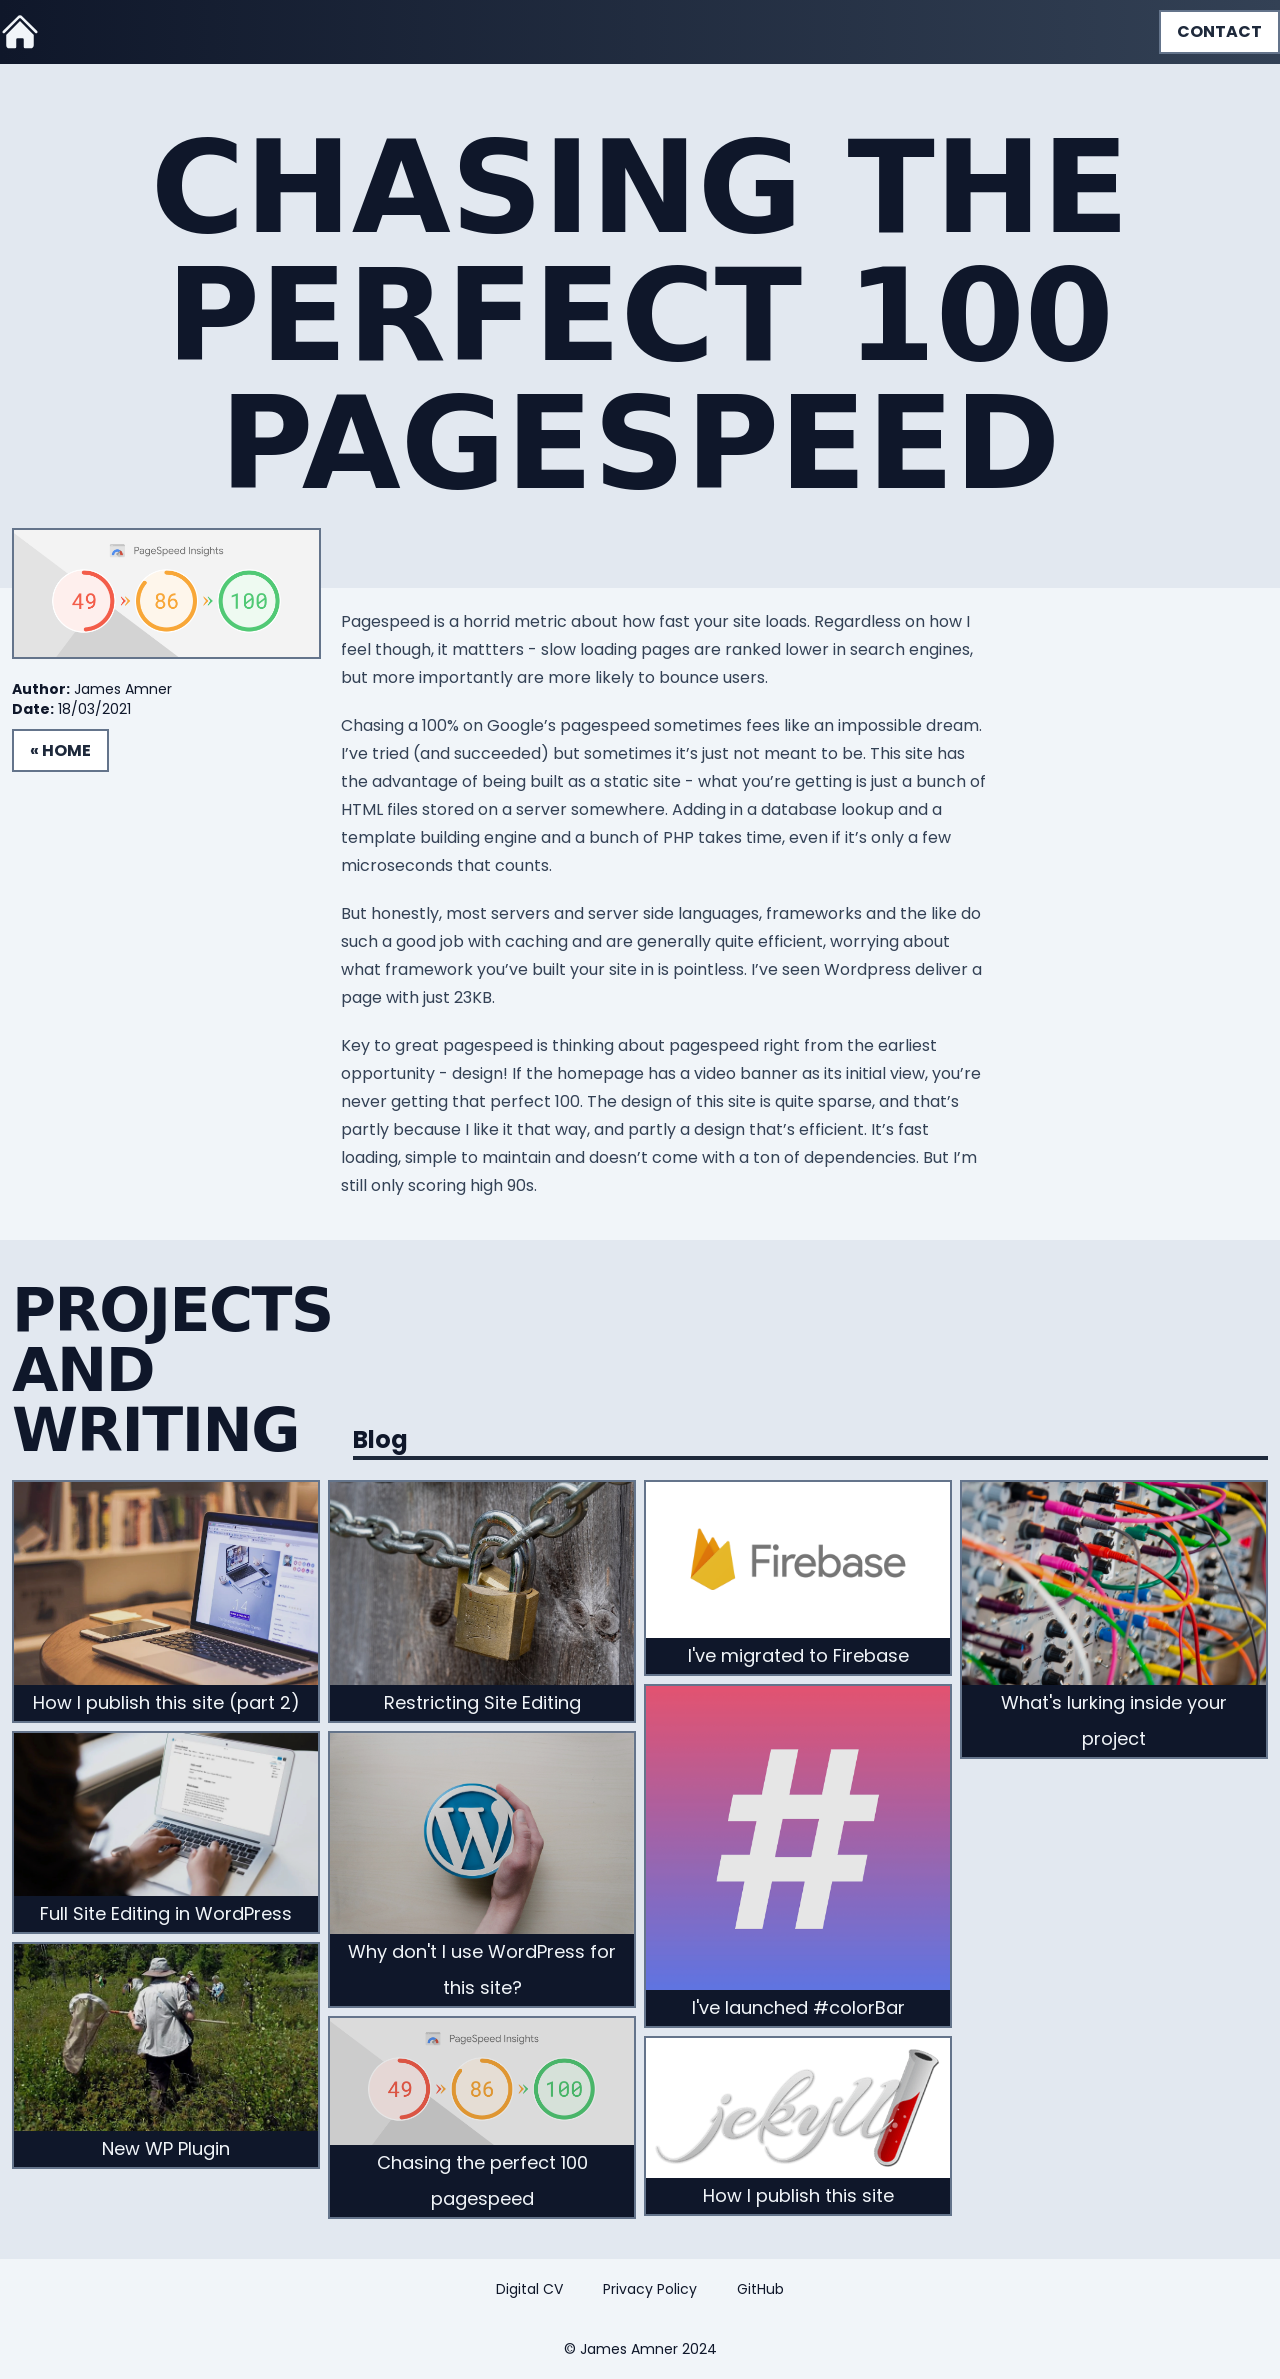 CONTACT
CHASING THE
PERFECT 100
PAGESPEED
PageSpeed Insights
49 » 86 » 100
Author: James Amner
Date: 18/03/2021
« HOME
Pagespeed is a horrid metric about how fast your site loads. Regardless on how I
feel though, it mattters - slow loading pages are ranked lower in search engines,
but more importantly are more likely to bounce users.
Chasing a 100% on Google’s pagespeed sometimes fees like an impossible dream.
I’ve tried (and succeeded) but sometimes it’s just not meant to be. This site has
the advantage of being built as a static site - what you’re getting is just a bunch of
HTML files stored on a server somewhere. Adding in a database lookup and a
template building engine and a bunch of PHP takes time, even if it’s only a few
microseconds that counts.
But honestly, most servers and server side languages, frameworks and the like do
such a good job with caching and are generally quite efficient, worrying about
what framework you’ve built your site in is pointless. I’ve seen Wordpress deliver a
page with just 23KB.
Key to great pagespeed is thinking about pagespeed right from the earliest
opportunity - design! If the homepage has a video banner as its initial view, you’re
never getting that perfect 100. The design of this site is quite sparse, and that’s
partly because I like it that way, and partly a design that’s efficient. It’s fast
loading, simple to maintain and doesn’t come with a ton of dependencies. But I’m
still only scoring high 90s.
PROJECTS
AND
WRITING
Blog
How I publish this site (part 2)
Full Site Editing in WordPress
New WP Plugin
Restricting Site Editing
W
Why don't I use WordPress for
this site?
PageSpeed Insights
49 » 86 » 100
Chasing the perfect 100
pagespeed
Firebase
I've migrated to Firebase
#
I've launched #colorBar
jekyll
How I publish this site
What's lurking inside your
project
Digital CV
Privacy Policy
GitHub
© James Amner 2024